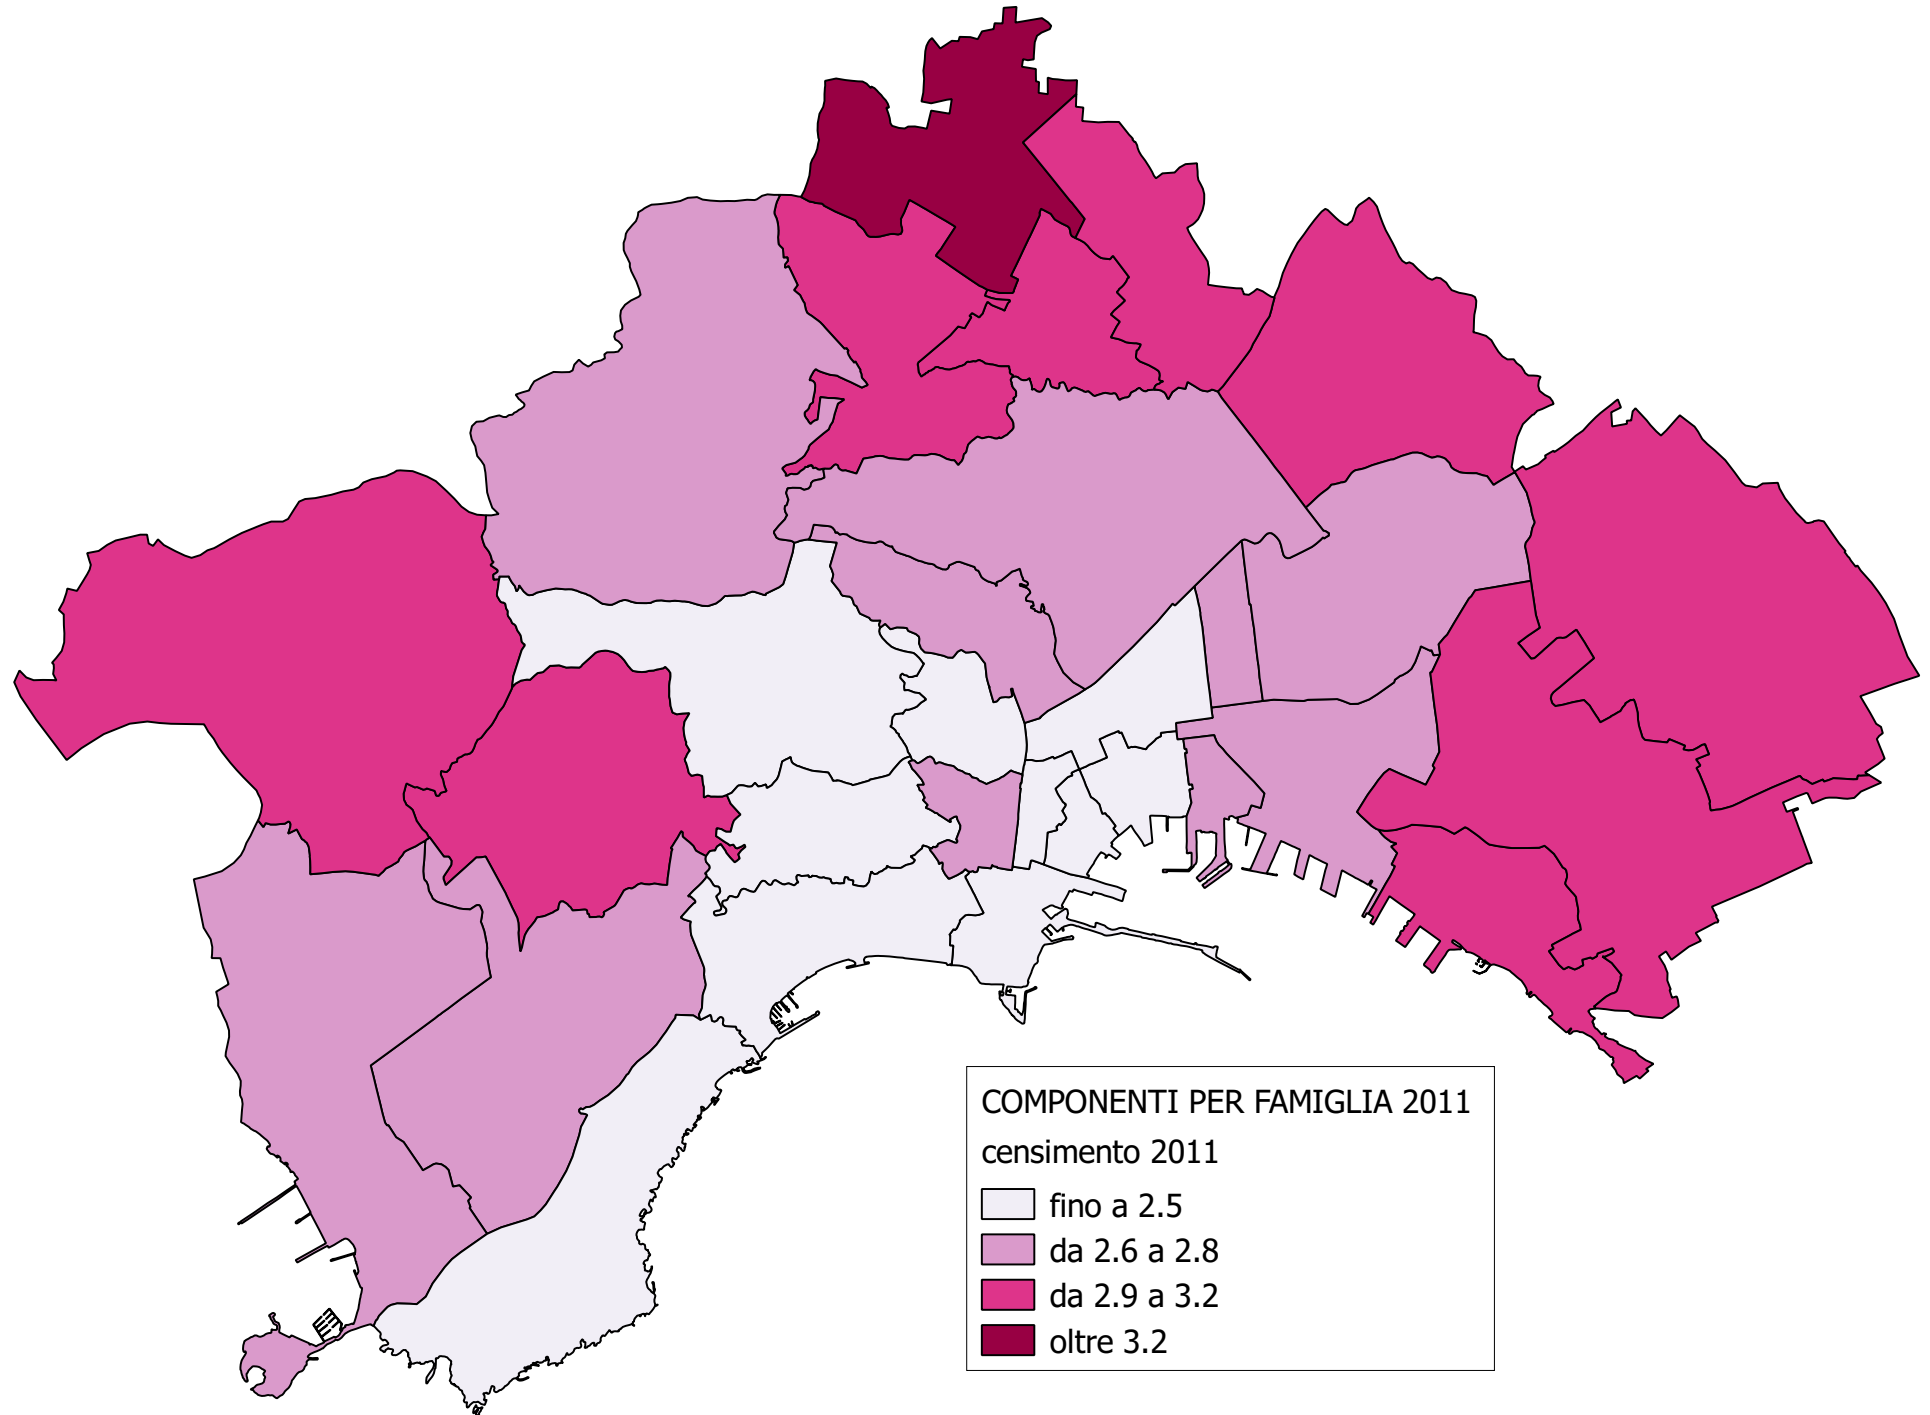 COMPONENTI PER FAMIGLIA 2011
censimento 2011
fino a 2.5
da 2.6 a 2.8
da 2.9 a 3.2
oltre 3.2